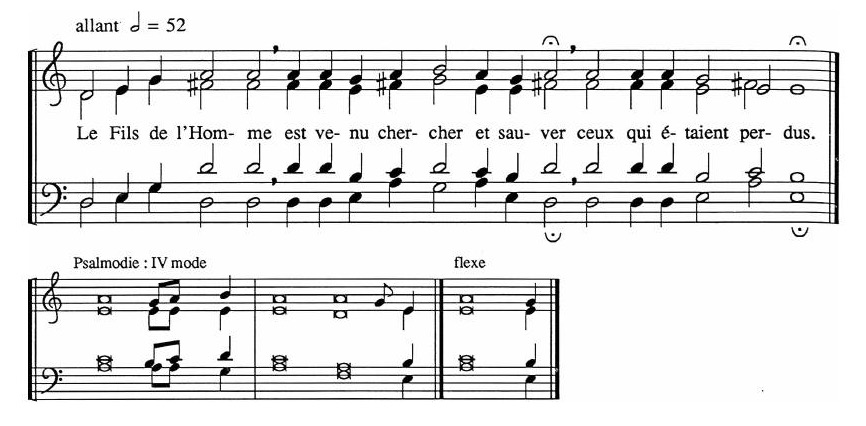 allant 𝅗𝅥 = 52
Le Fils de l'Hom- me est ve- nu cher- cher et sau- ver ceux qui é- taient per- dus.
Psalmodie : IV mode flexe